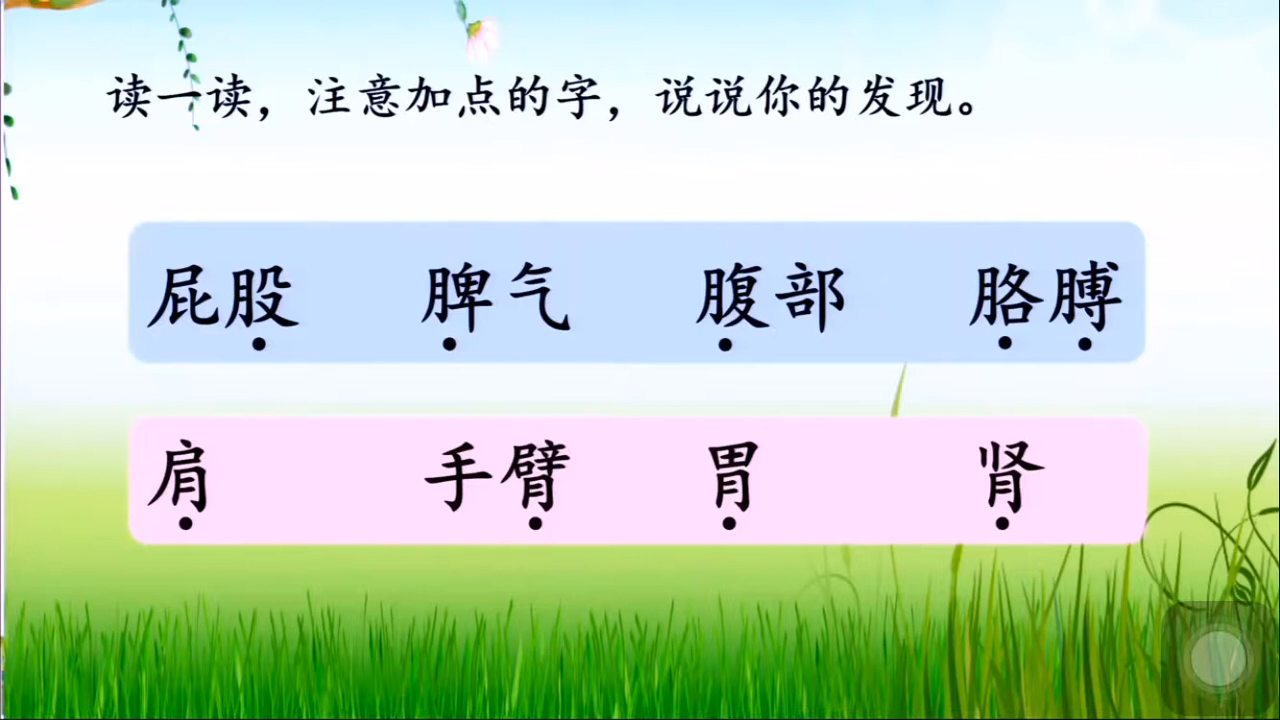 读一读，注意加点的字，说说你的发现。
屁股 脾气 腹部 胳膊
肩 手臂 胃 肾